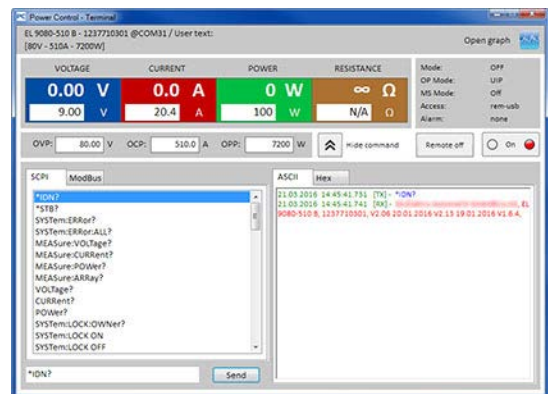 Power Control - Terminal
EL 9080-510 B - 1237710301 @COM31 / User text:
[80V - 510A - 7200W]
Open graph
VOLTAGE CURRENT POWER RESISTANCE
0.00 V 0.0 A 0 W ∞ Ω
9.00 V 20.4 A 100 W N/A Ω
Mode: OFF
OP Mode: UIP
MS Mode: Off
Access: rem-usb
Alarm: none
OVP: 80.00 V OCP: 510.0 A OPP: 7200 W Hide command Remote off On
SCPI ModBus
*IDN?
*STB?
SYSTem:ERRor?
SYSTem:ERRor:ALL?
MEASure:VOLTage?
MEASure:CURRent?
MEASure:POWer?
MEASure:ARRay?
VOLTage?
CURRent?
POWer?
SYSTem:LOCK:OWNer?
SYSTem:LOCK ON
SYSTem:LOCK OFF
*IDN? Send
ASCII Hex
21.03.2016 14:45:41.731 [TX] - *IDN?
21.03.2016 14:45:41.741 [RX] - EL
9080-510 B, 1237710301, V2.06 20.01.2016 V2.13 19.01.2016 V1.6.4,